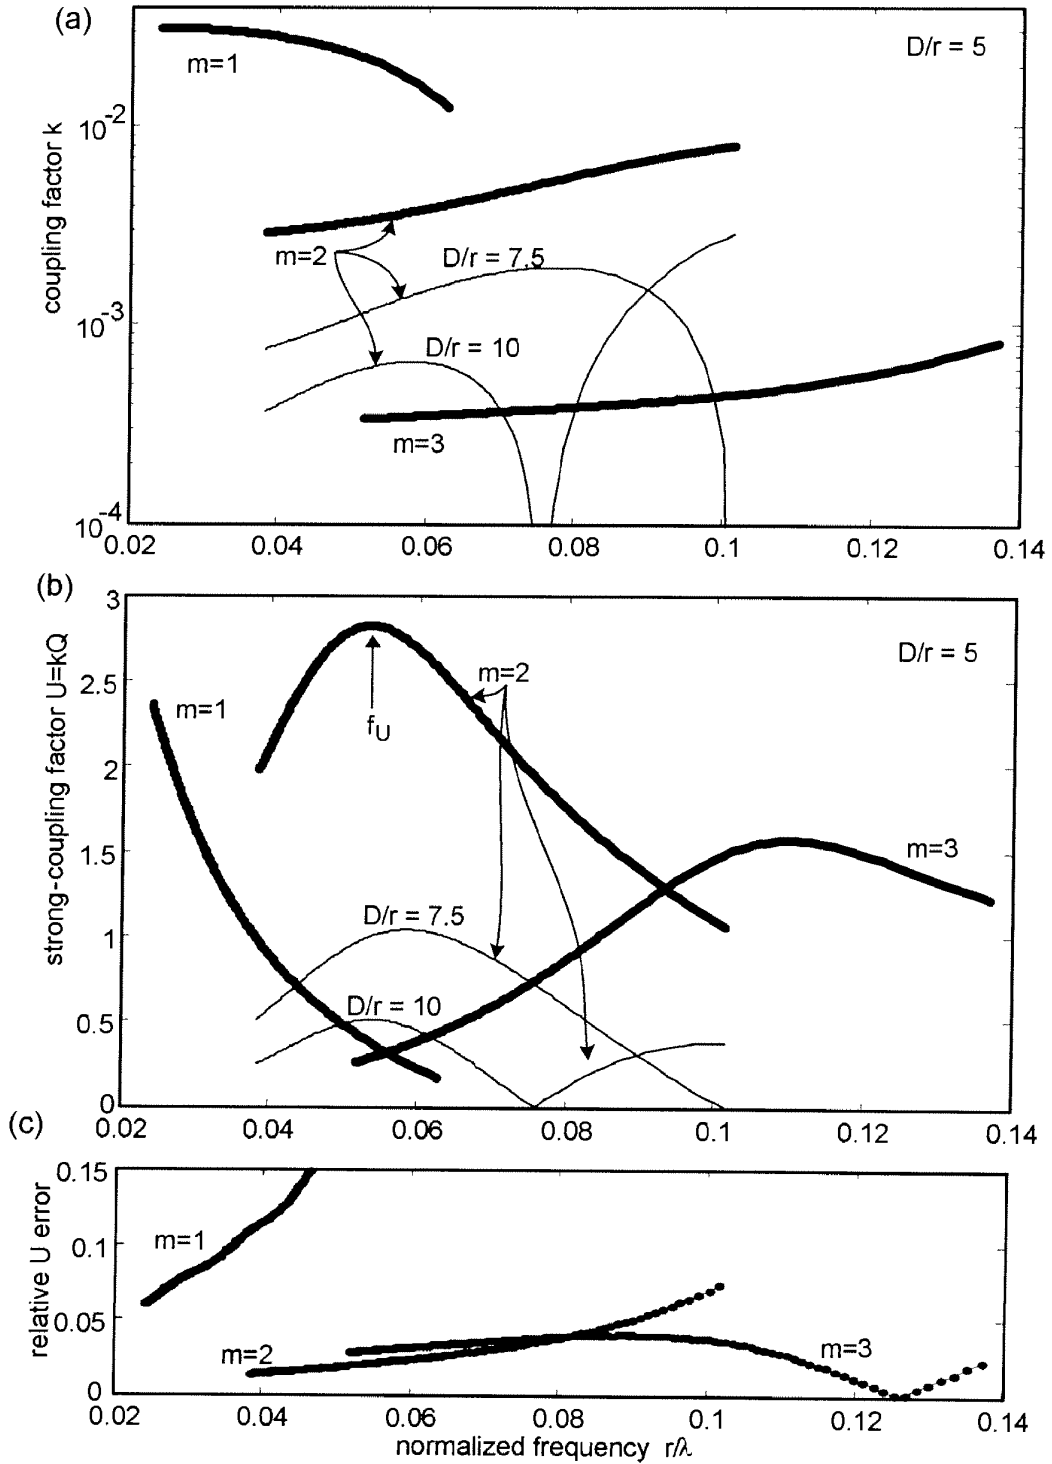 (a)
D/r = 5
m=1
10-2
coupling factor k
m=2
D/r = 7.5
10-3
D/r = 10
m=3
10-4
0.02 0.04 0.06 0.08 0.1 0.12 0.14
(b)
3
D/r = 5
2.5
m=2
m=1
fU
2
strong-coupling factor U=kQ
1.5
m=3
D/r = 7.5
1
D/r = 10
0.5
0
0.02 0.04 0.06 0.08 0.1 0.12 0.14
(c)
0.15
m=1
0.1
relative U error
0.05
m=2
m=3
0
0.02 0.04 0.06 0.08 0.1 0.12 0.14
normalized frequency r/λ